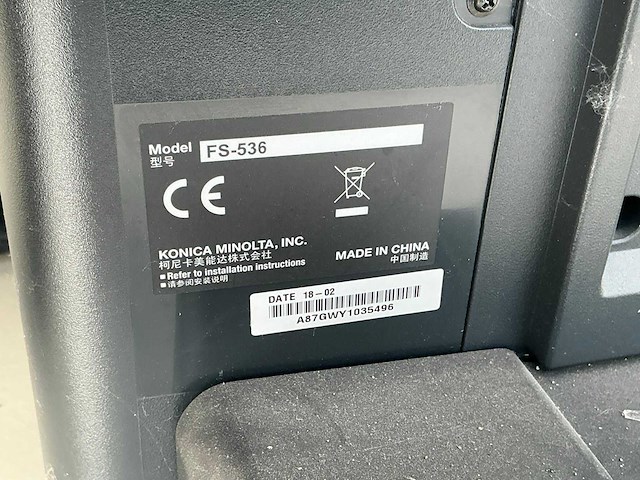 Model FS-536
型号
CE
KONICA MINOLTA, INC.
柯尼卡美能达株式会社
■ Refer to installation instructions
■ 请参阅安装说明
MADE IN CHINA
中国制造
DATE 18-02
A87GWY1035496